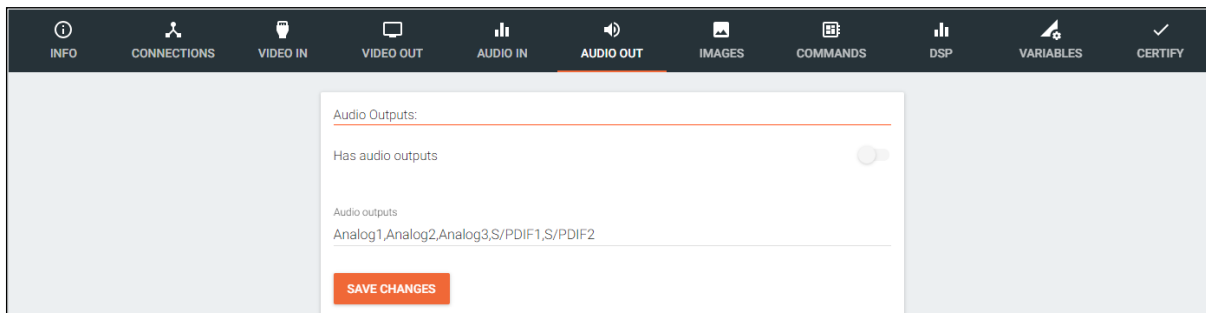 INFO CONNECTIONS VIDEO IN VIDEO OUT AUDIO IN AUDIO OUT IMAGES COMMANDS DSP VARIABLES CERTIFY
Audio Outputs:
Has audio outputs
Audio outputs
Analog1,Analog2,Analog3,S/PDIF1,S/PDIF2
SAVE CHANGES